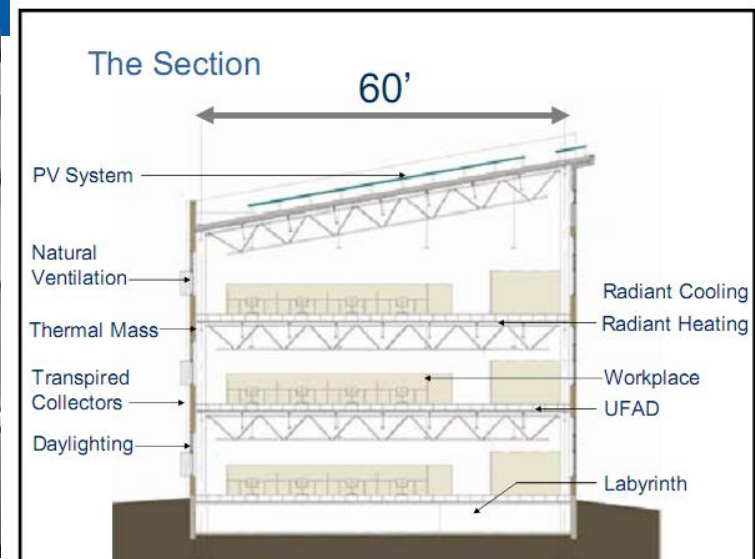 The Section
60’
PV System
Natural
Ventilation
Thermal Mass
Transpired
Collectors
Daylighting
Radiant Cooling
Radiant Heating
Workplace
UFAD
Labyrinth